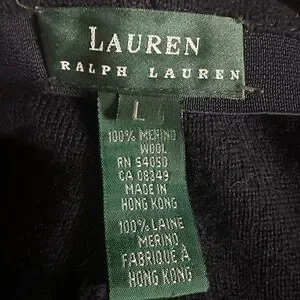 LAUREN
RALPH LAUREN
L
100% MERINO
WOOL
RN 54050
CA 08349
MADE IN
HONG KONG
100% LAINE
MERINO
FABRIQUE À
HONG KONG